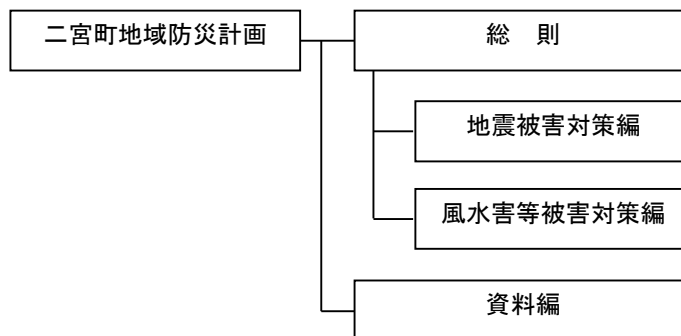 二宮町地域防災計画
総　則
地震被害対策編
風水害等被害対策編
資料編